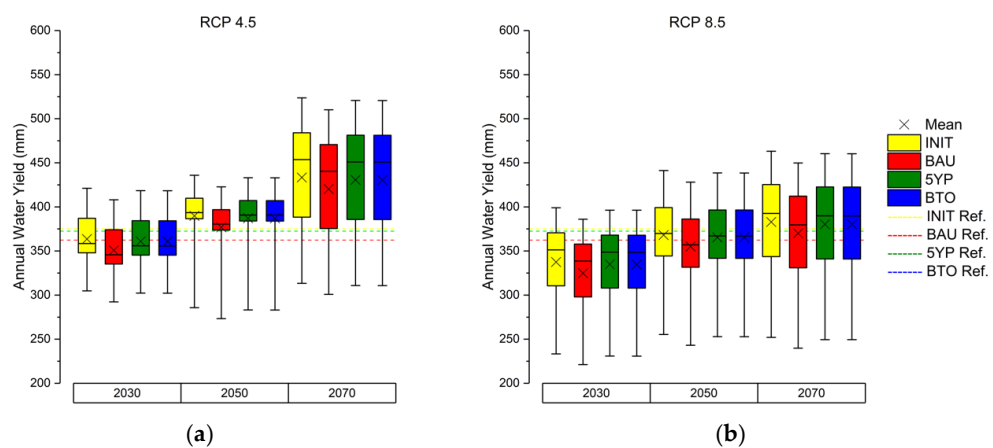 RCP 4.5
Annual Water Yield (mm)
600
550
500
450
400
350
300
250
200
2030 2050 2070
(a)
RCP 8.5
Annual Water Yield (mm)
600
550
500
450
400
350
300
250
200
2030 2050 2070
(b)
Mean
INIT
BAU
5YP
BTO
INIT Ref.
BAU Ref.
5YP Ref.
BTO Ref.